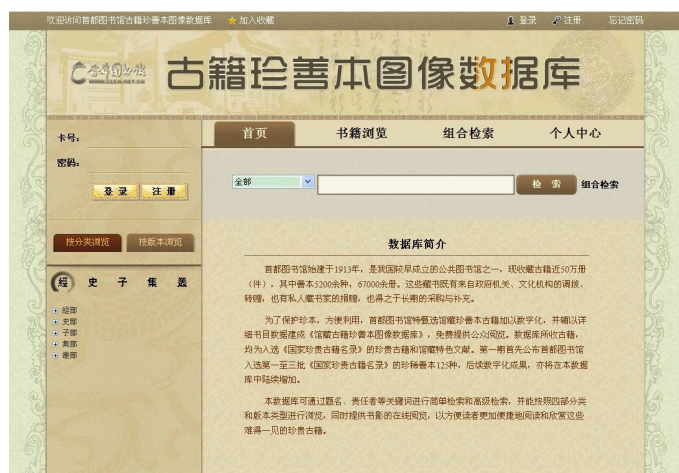 欢迎访问首都图书馆古籍珍善本图像数据库 加入收藏 登录 注册 忘记密码
首都图书馆 古籍珍善本图像数据库
WWW.CLCN.NET.CN
首页 书籍浏览 组合检索 个人中心
卡号:
密码:
登录 注册
全部 检索 组合检索
按分类浏览 按版本浏览
經 史 子 集 叢
经部
史部
子部
集部
数据库简介
首都图书馆始建于1913年，是我国较早成立的公共图书馆之一，现收藏古籍近50万册
（件），其中善本5200余种，67000余册。这些藏书既有来自政府机关、文化机构的调拨、
转赠，也有私人藏书家的捐赠，也得之于长期的采购与补充。
为了保护珍本，方便利用，首都图书馆特甄选馆藏珍善本古籍加以数字化，并辅以详
细书目数据建成《馆藏古籍珍善本图像数据库》，免费提供公众阅览。数据库所收古籍，
均为入选《国家珍贵古籍名录》的珍贵古籍和馆藏特色文献。第一期首先公布首都图书馆
入选第一至三批《国家珍贵古籍名录》的珍稀善本125种，后续数字化成果，亦将在本数据
库中陆续增加。
本数据库可通过题名、责任者等关键词进行简单检索和高级检索，并能按照四部分类
和版本类型进行浏览，同时提供书影的在线阅览，以方便读者更加便捷地阅读和欣赏这些
难得一见的珍贵古籍。